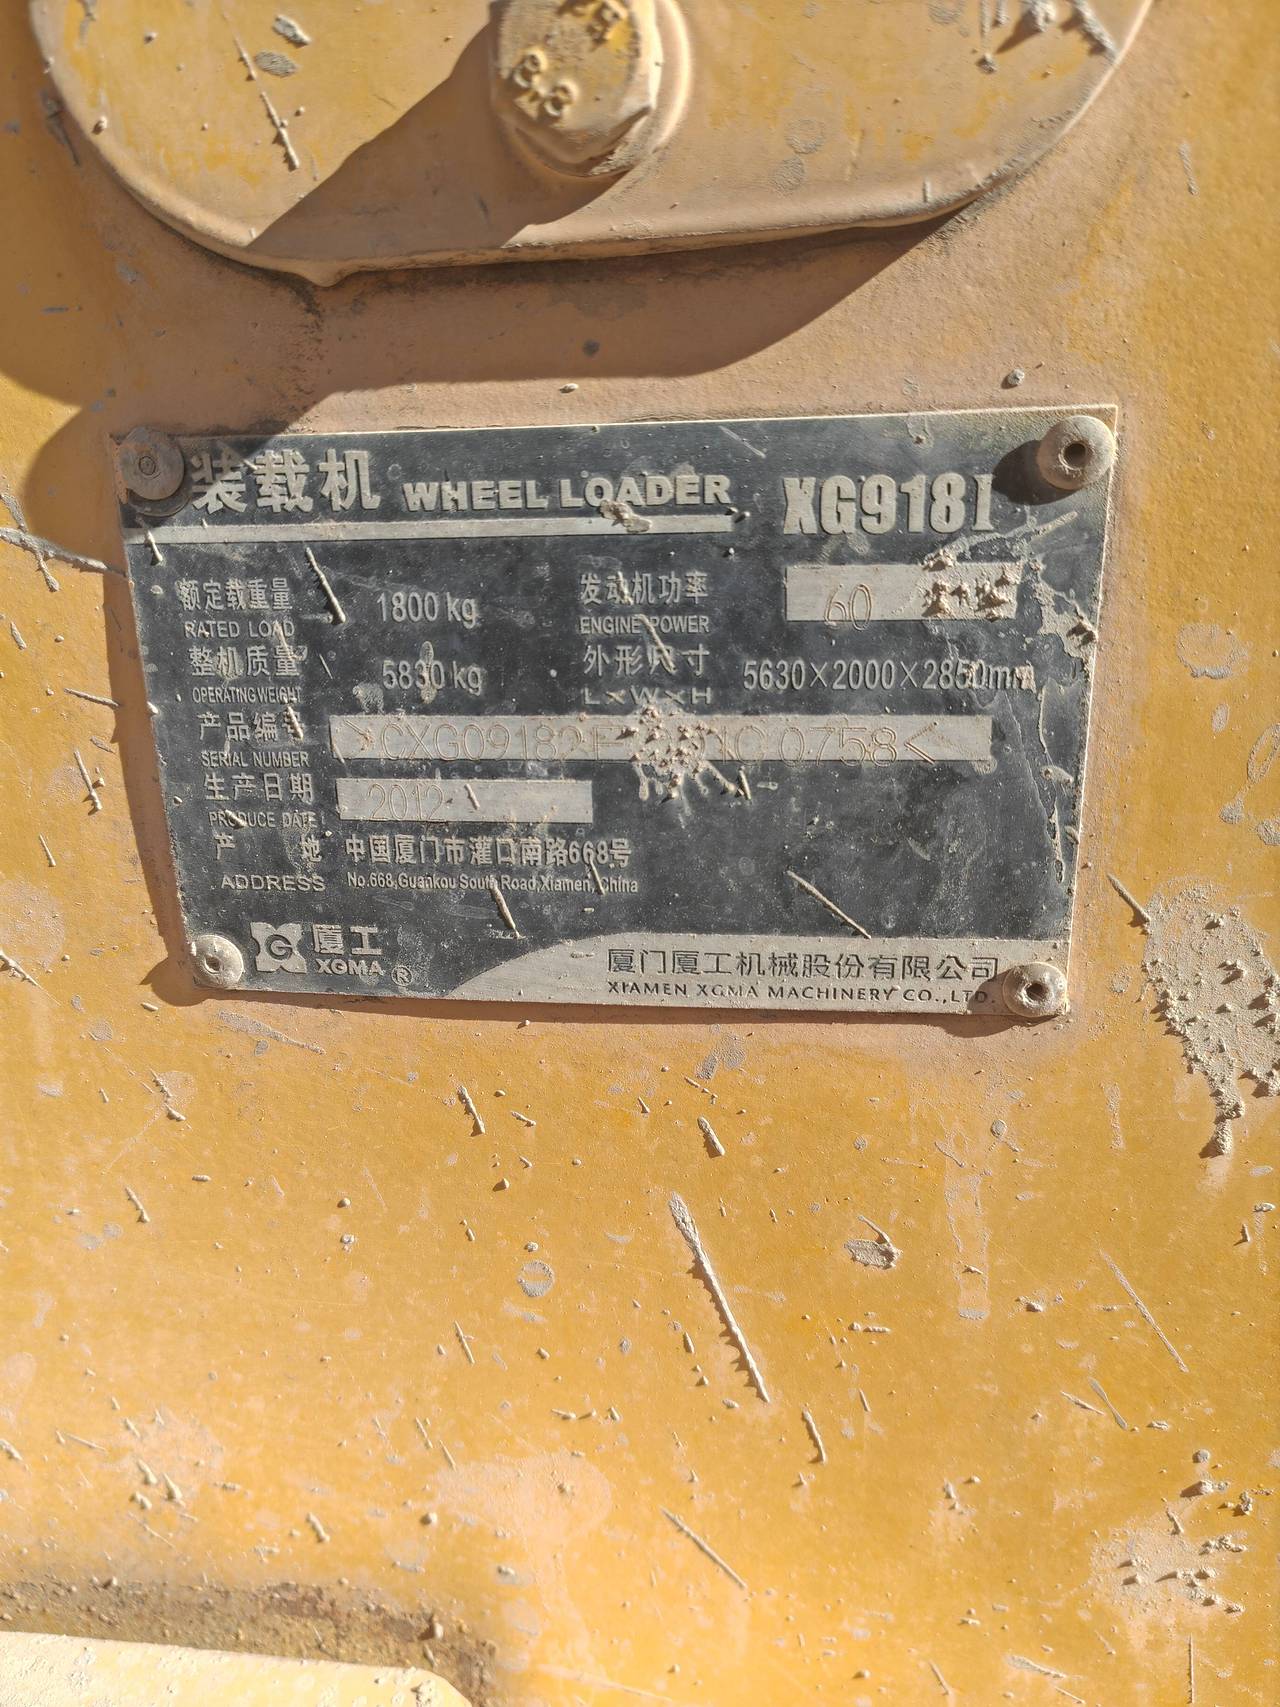 8.8
装载机 WHEEL LOADER XG918I
额定载重量 1800 kg 发动机功率 60
RATED LOAD ENGINE POWER
整机质量 5830 kg 外形尺寸 5630×2000×2850mm
OPERATING WEIGHT L×W×H
产品编号
SERIAL NUMBER
生产日期 2012
PRODUCE DATE
产 地 中国厦门市灌口南路668号
ADDRESS No.668,Guankou South Road,Xiamen, China
厦工 厦门厦工机械股份有限公司
XGMA ® XIAMEN XGMA MACHINERY CO.,LTD.